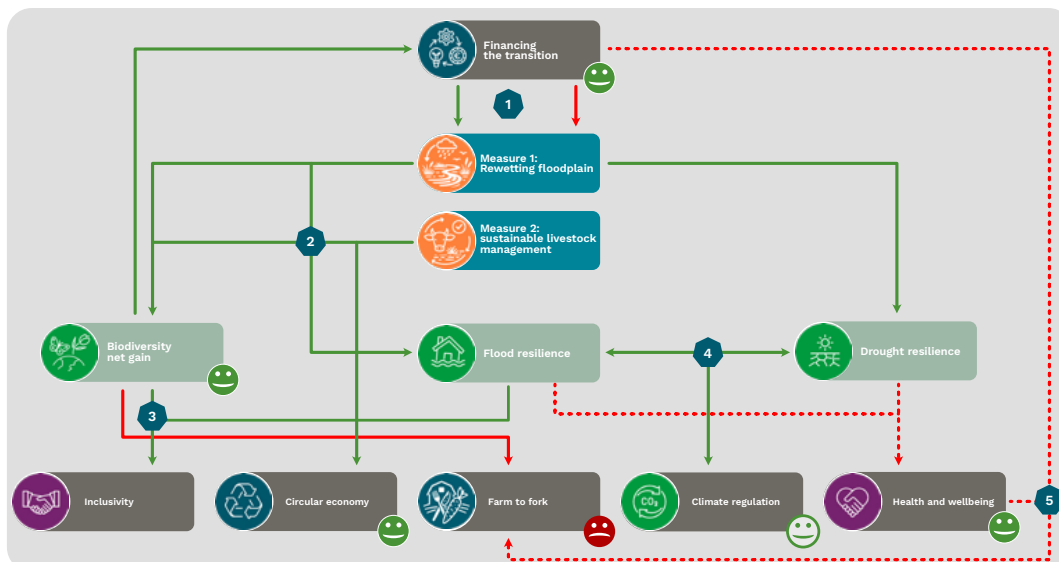 Financing
the transition
1
Measure 1:
Rewetting floodplain
Measure 2:
sustainable livestock
management
2
Biodiversity
net gain
Flood resilience
4
Drought resilience
3
Inclusivity
Circular economy
Farm to fork
CO₂
Climate regulation
Health and wellbeing
5